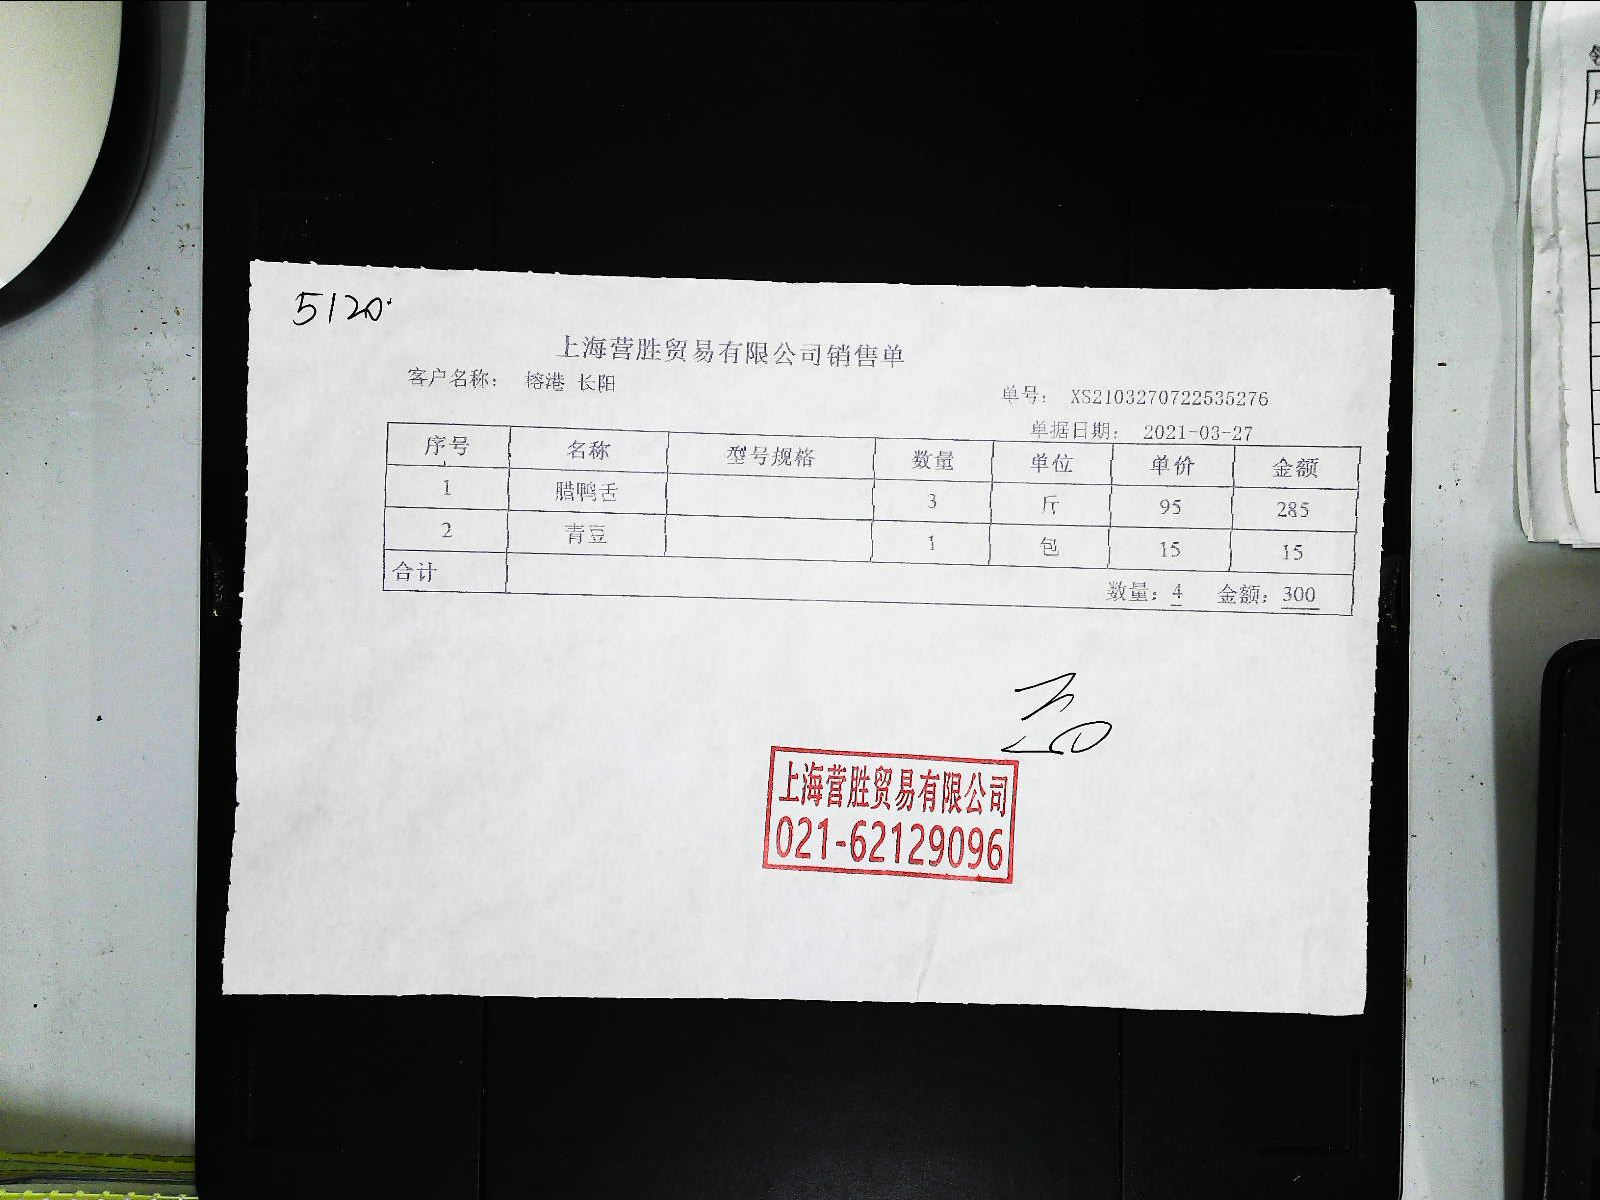 5120
上海营胜贸易有限公司销售单
客户名称： 榕港 长阳
单号： XS2103270722535276
单据日期： 2021-03-27
序号 名称 型号规格 数量 单位 单价 金额
1 腊鸭舌 3 斤 95 285
2 青豆 1 包 15 15
合计 数量：4 金额：300
上海营胜贸易有限公司
021-62129096